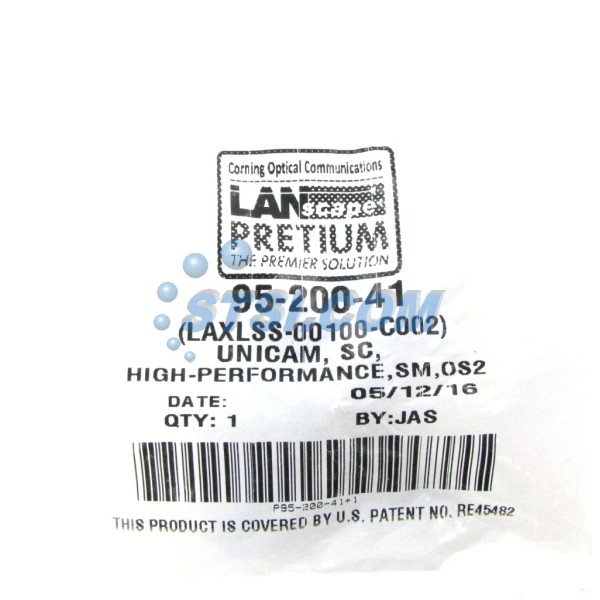 Corning Optical Communications
LANscape
PRETIUM
THE PREMIER SOLUTION
95-200-41
STSI.COM
(LAXLSS-00100-C002)
UNICAM, SC,
HIGH-PERFORMANCE,SM,OS2
DATE: 05/12/16
QTY: 1 BY:JAS
P95-200-41+1
THIS PRODUCT IS COVERED BY U.S. PATENT NO. RE45482